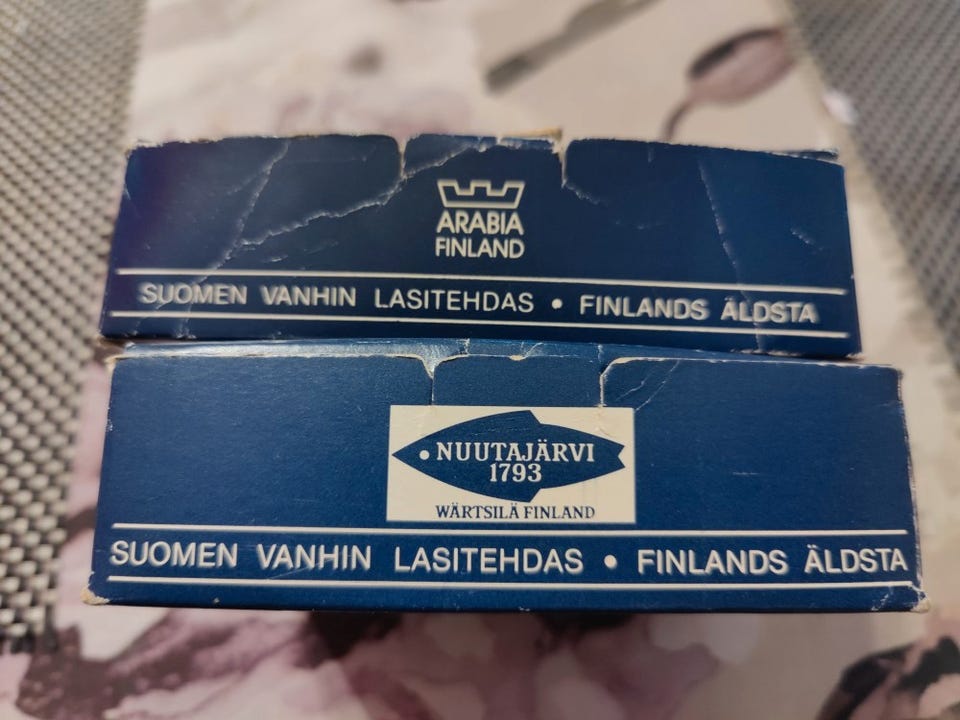 ARABIA
FINLAND
SUOMEN VANHIN LASITEHDAS • FINLANDS ÄLDSTA
NUUTAJÄRVI
1793
WÄRTSILÄ FINLAND
SUOMEN VANHIN LASITEHDAS • FINLANDS ÄLDSTA